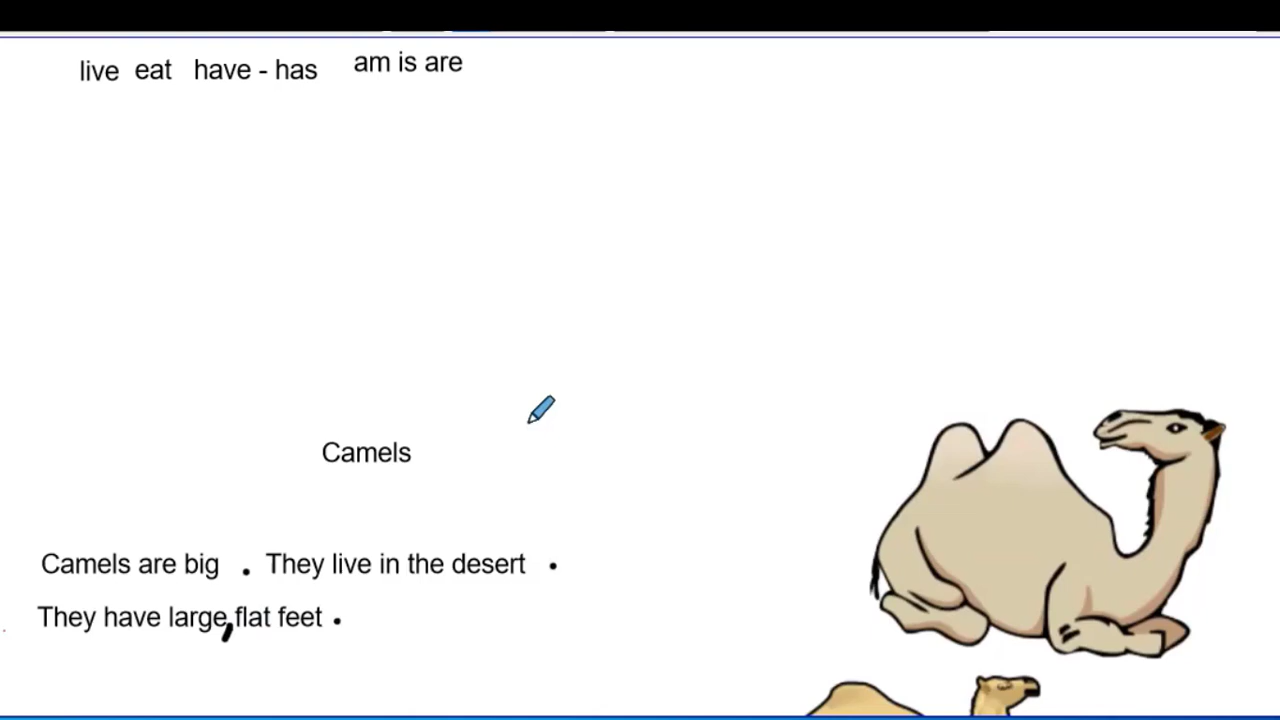 live eat have - has am is are
Camels
Camels are big . They live in the desert .
They have large, flat feet .